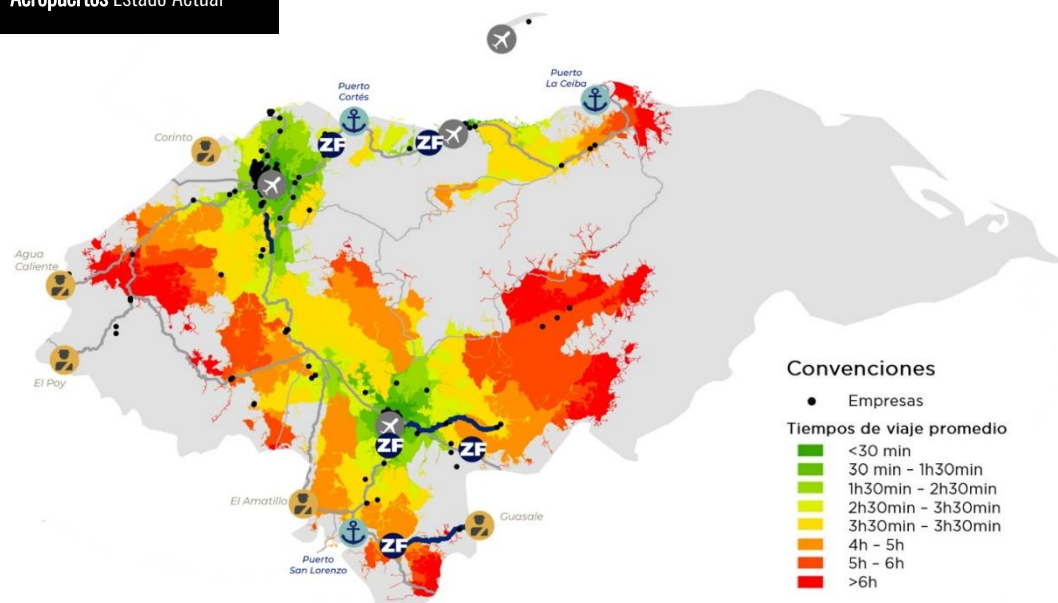 Aeropuertos Estado Actual
Puerto
La Ceiba
Puerto
Cortés
Corinto
ZF
ZF
Agua
Caliente
El Poy
Convenciones
Empresas
Tiempos de viaje promedio
<30 min
30 min – 1h30min
1h30min – 2h30min
2h30min – 3h30min
3h30min – 3h30min
4h – 5h
5h – 6h
>6h
ZF
ZF
El Amatillo
Guasale
ZF
Puerto
San Lorenzo